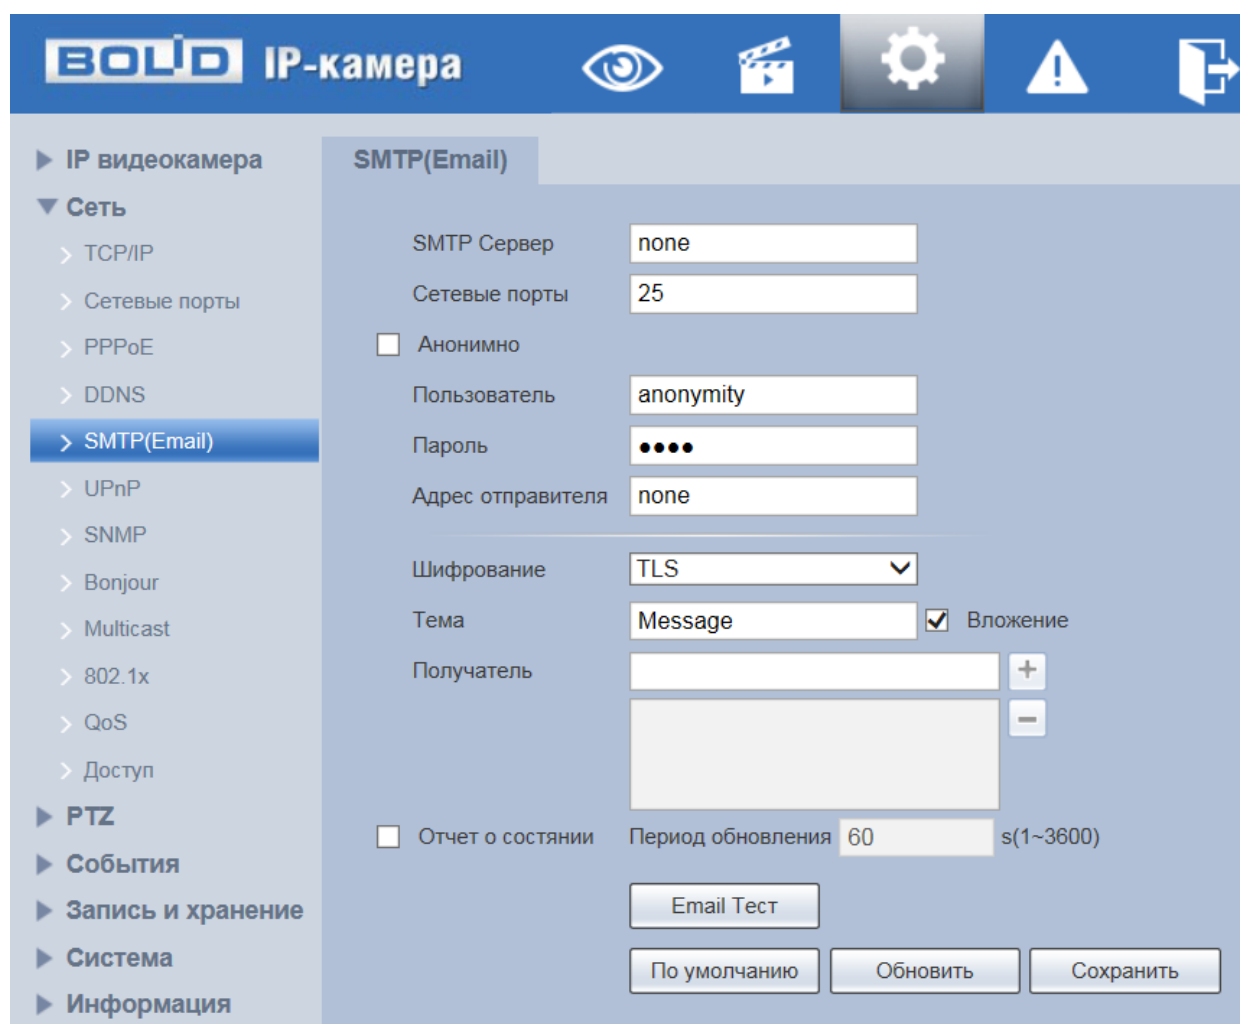 BOLID IP-камера
IP видеокамера
Сеть
TCP/IP
Сетевые порты
PPPoE
DDNS
SMTP(Email)
UPnP
SNMP
Bonjour
Multicast
802.1x
QoS
Доступ
PTZ
События
Запись и хранение
Система
Информация
SMTP(Email)
SMTP Сервер none
Сетевые порты 25
Анонимно
Пользователь anonymity
Пароль ●●●●
Адрес отправителя none
Шифрование TLS
Тема Message Вложение
Получатель +
−
Отчет о состянии Период обновления 60 s(1~3600)
Email Тест
По умолчанию Обновить Сохранить